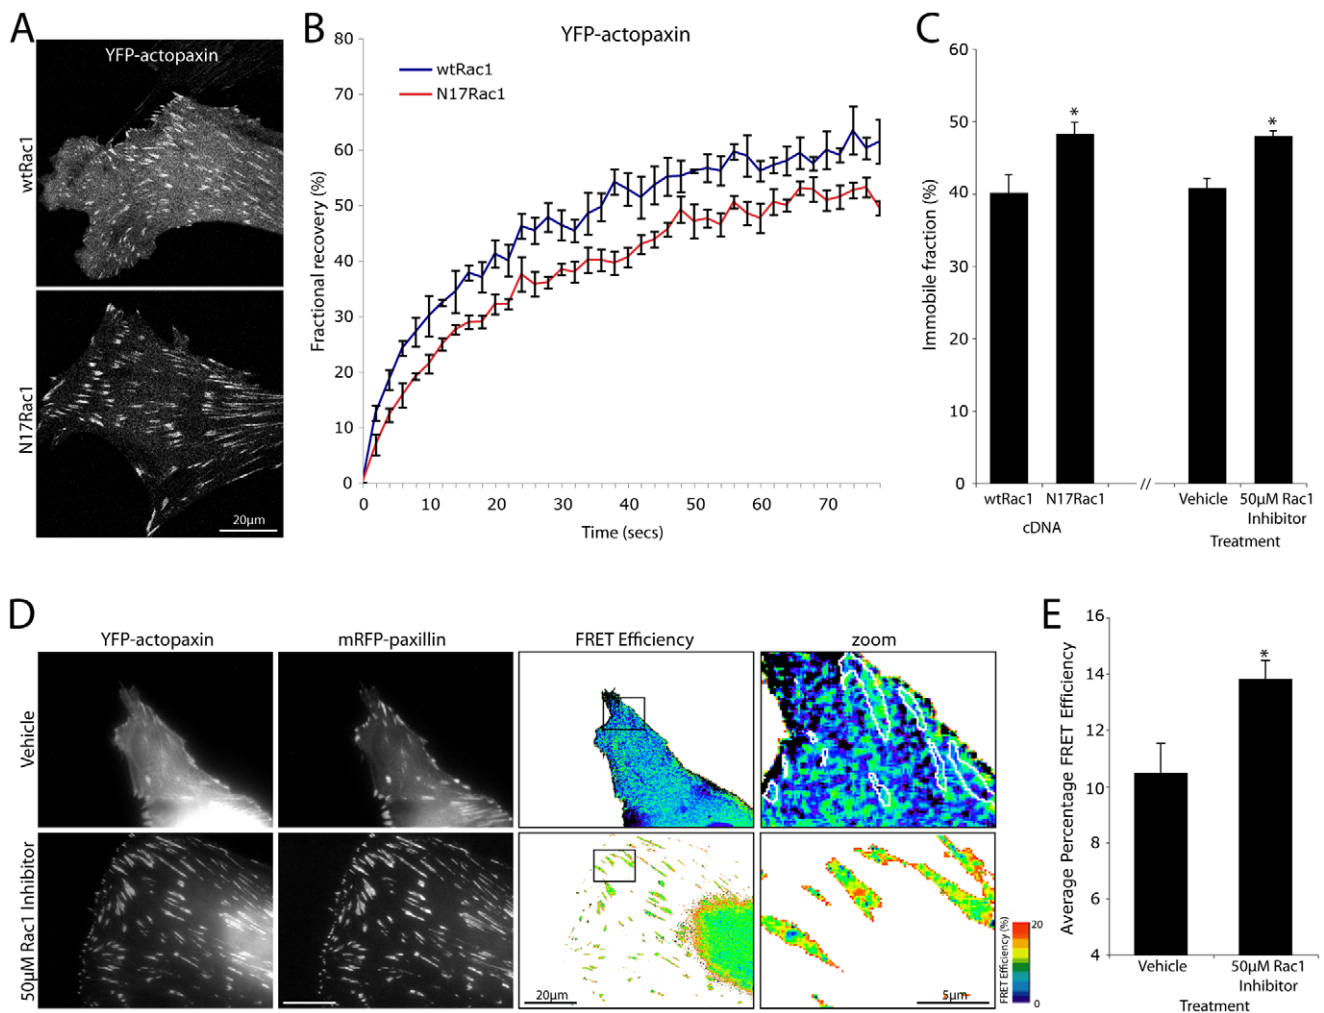 A
YFP-actopaxin
wtRac1
N17Rac1
20µm
B
YFP-actopaxin
wtRac1
N17Rac1
Fractional recovery (%)
80
70
60
50
40
30
20
10
0
0 10 20 30 40 50 60 70
Time (secs)
C
Immobile fraction (%)
60
50
40
30
20
10
0
* *
wtRac1 N17Rac1 // Vehicle 50µM Rac1
Inhibitor
cDNA
Treatment
D
YFP-actopaxin mRFP-paxillin FRET Efficiency zoom
Vehicle
50µM Rac1 Inhibitor
20µm
5µm
FRET Efficiency (%)
20
0
E
Average Percentage FRET Efficiency
16
14
12
10
8
6
4
*
Vehicle 50µM Rac1
Inhibitor
Treatment